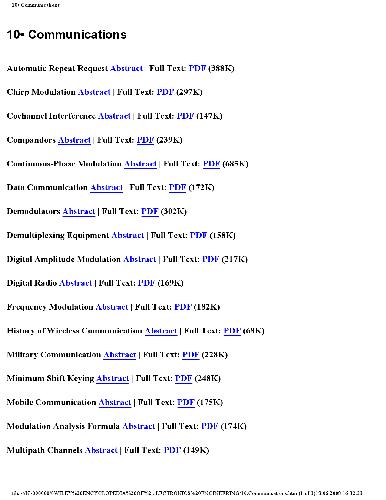 10• Communications
10• Communications
Automatic Repeat Request Abstract | Full Text: PDF (388K)
Chirp Modulation Abstract | Full Text: PDF (297K)
Cochannel Interference Abstract | Full Text: PDF (147K)
Compandors Abstract | Full Text: PDF (239K)
Continuous-Phase Modulation Abstract | Full Text: PDF (685K)
Data Communication Abstract | Full Text: PDF (172K)
Demodulators Abstract | Full Text: PDF (302K)
Demultiplexing Equipment Abstract | Full Text: PDF (158K)
Digital Amplitude Modulation Abstract | Full Text: PDF (217K)
Digital Radio Abstract | Full Text: PDF (169K)
Frequency Modulation Abstract | Full Text: PDF (182K)
History of Wireless Communication Abstract | Full Text: PDF (69K)
Military Communication Abstract | Full Text: PDF (228K)
Minimum Shift Keying Abstract | Full Text: PDF (248K)
Mobile Communication Abstract | Full Text: PDF (175K)
Modulation Analysis Formula Abstract | Full Text: PDF (174K)
Multipath Channels Abstract | Full Text: PDF (149K)